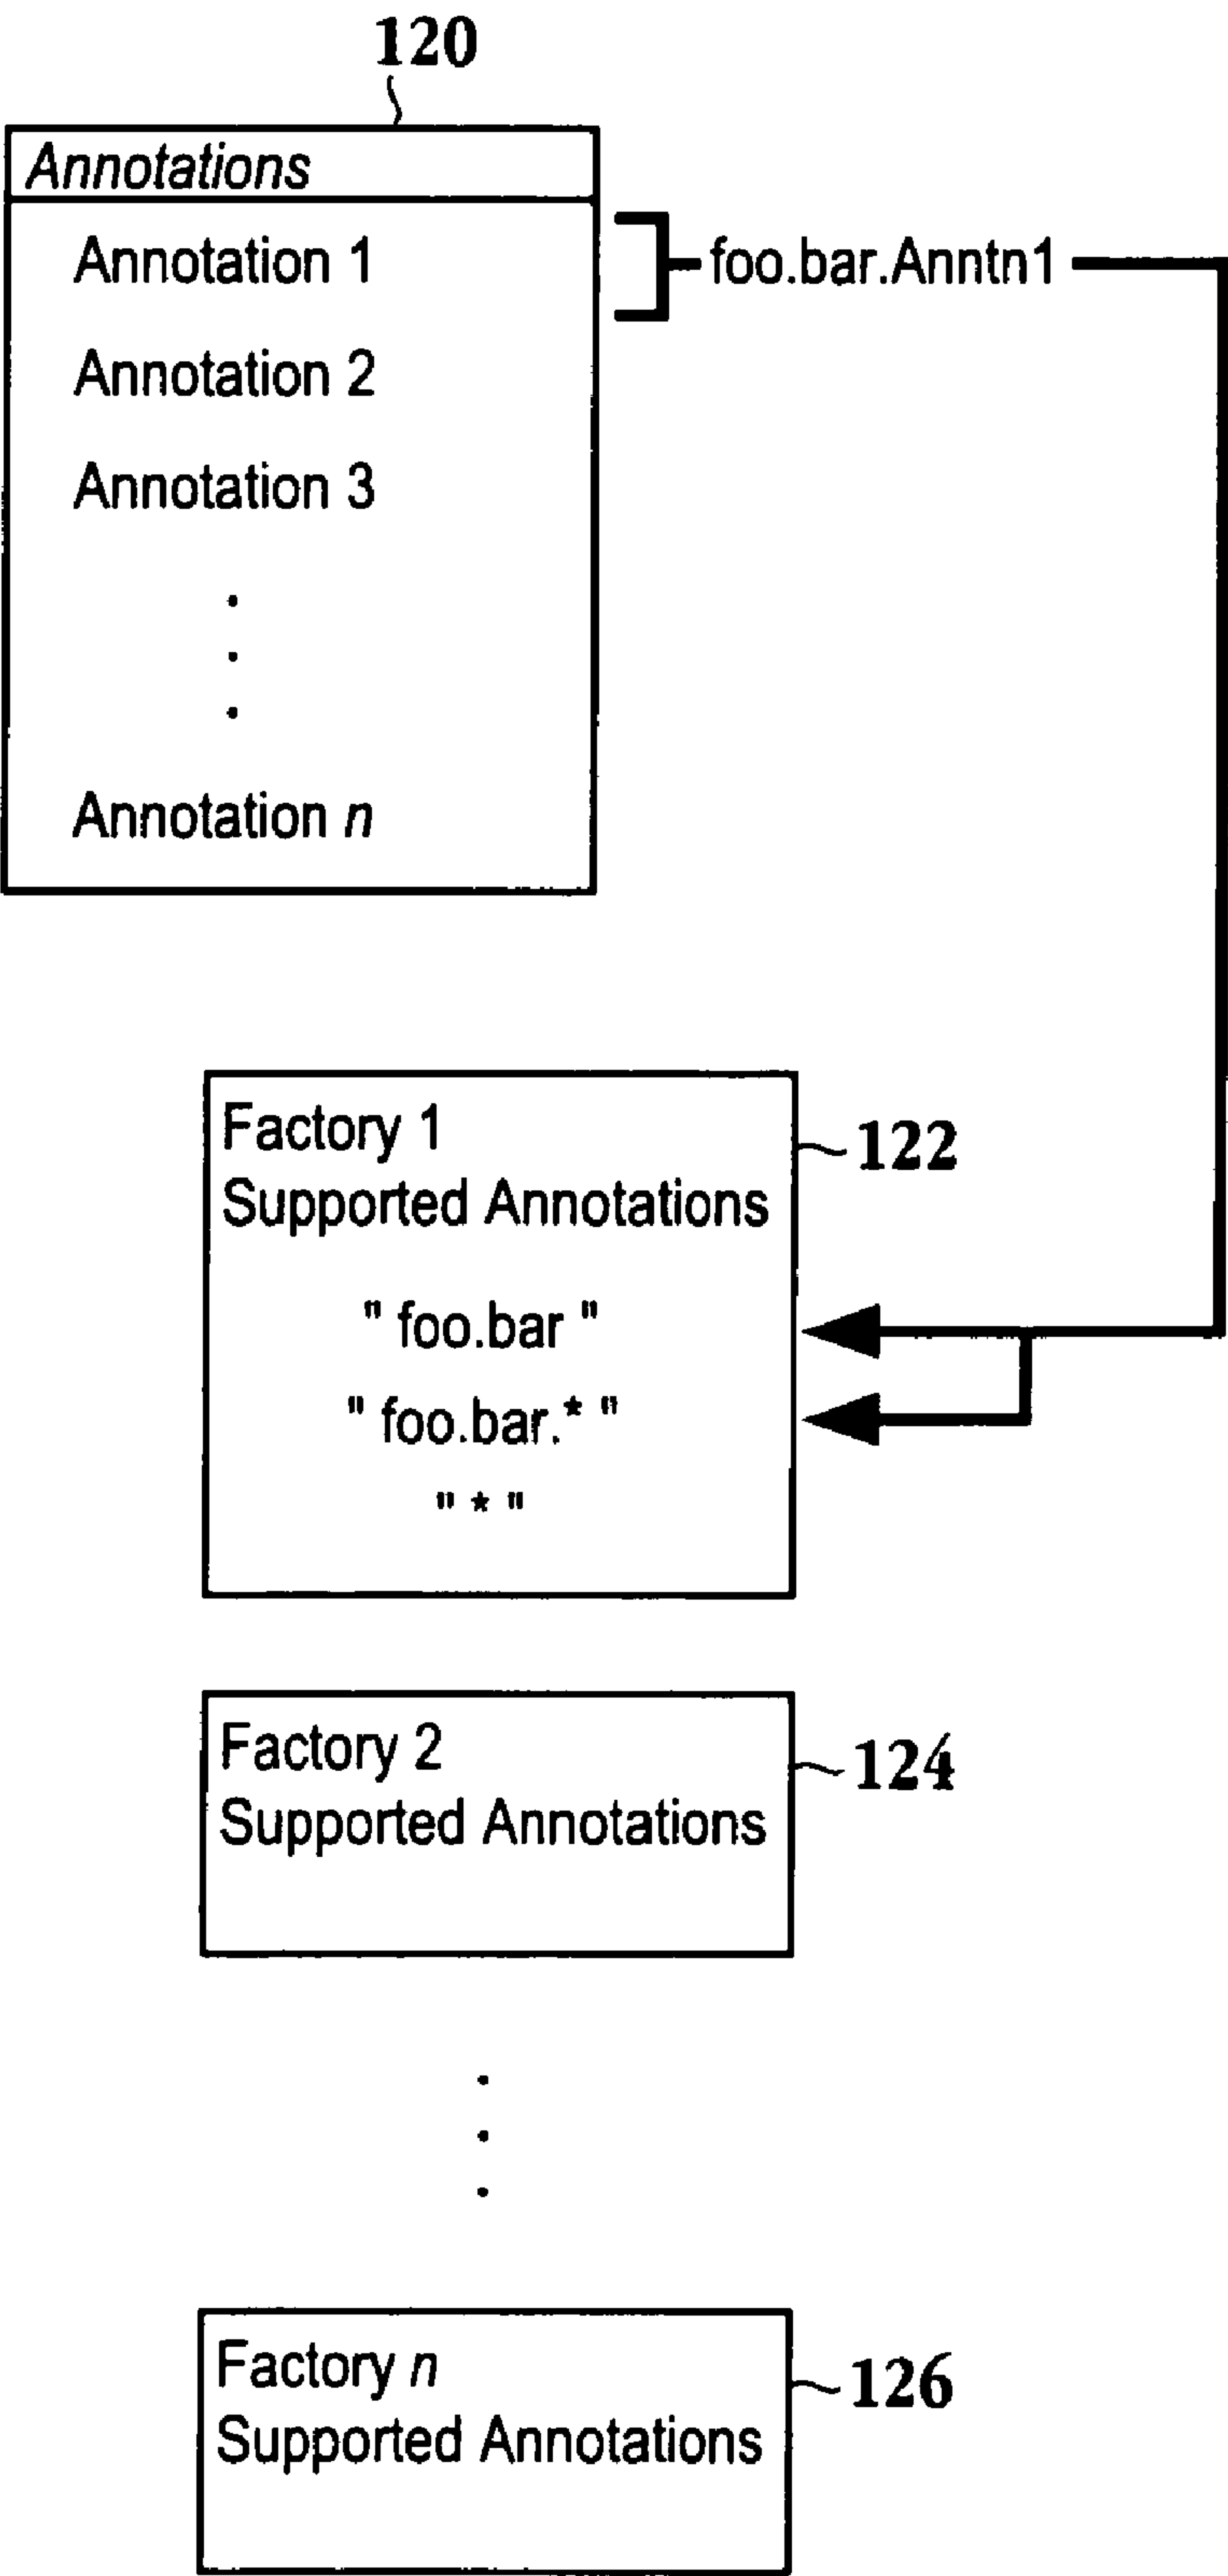 120
Annotations
Annotation 1
foo.bar.Anntn1
Annotation 2
Annotation 3
.
.
.
Annotation n
Factory 1
122
Supported Annotations
" foo.bar "
" foo.bar.* "
" * "
Factory 2
124
Supported Annotations
.
.
.
Factory n
126
Supported Annotations